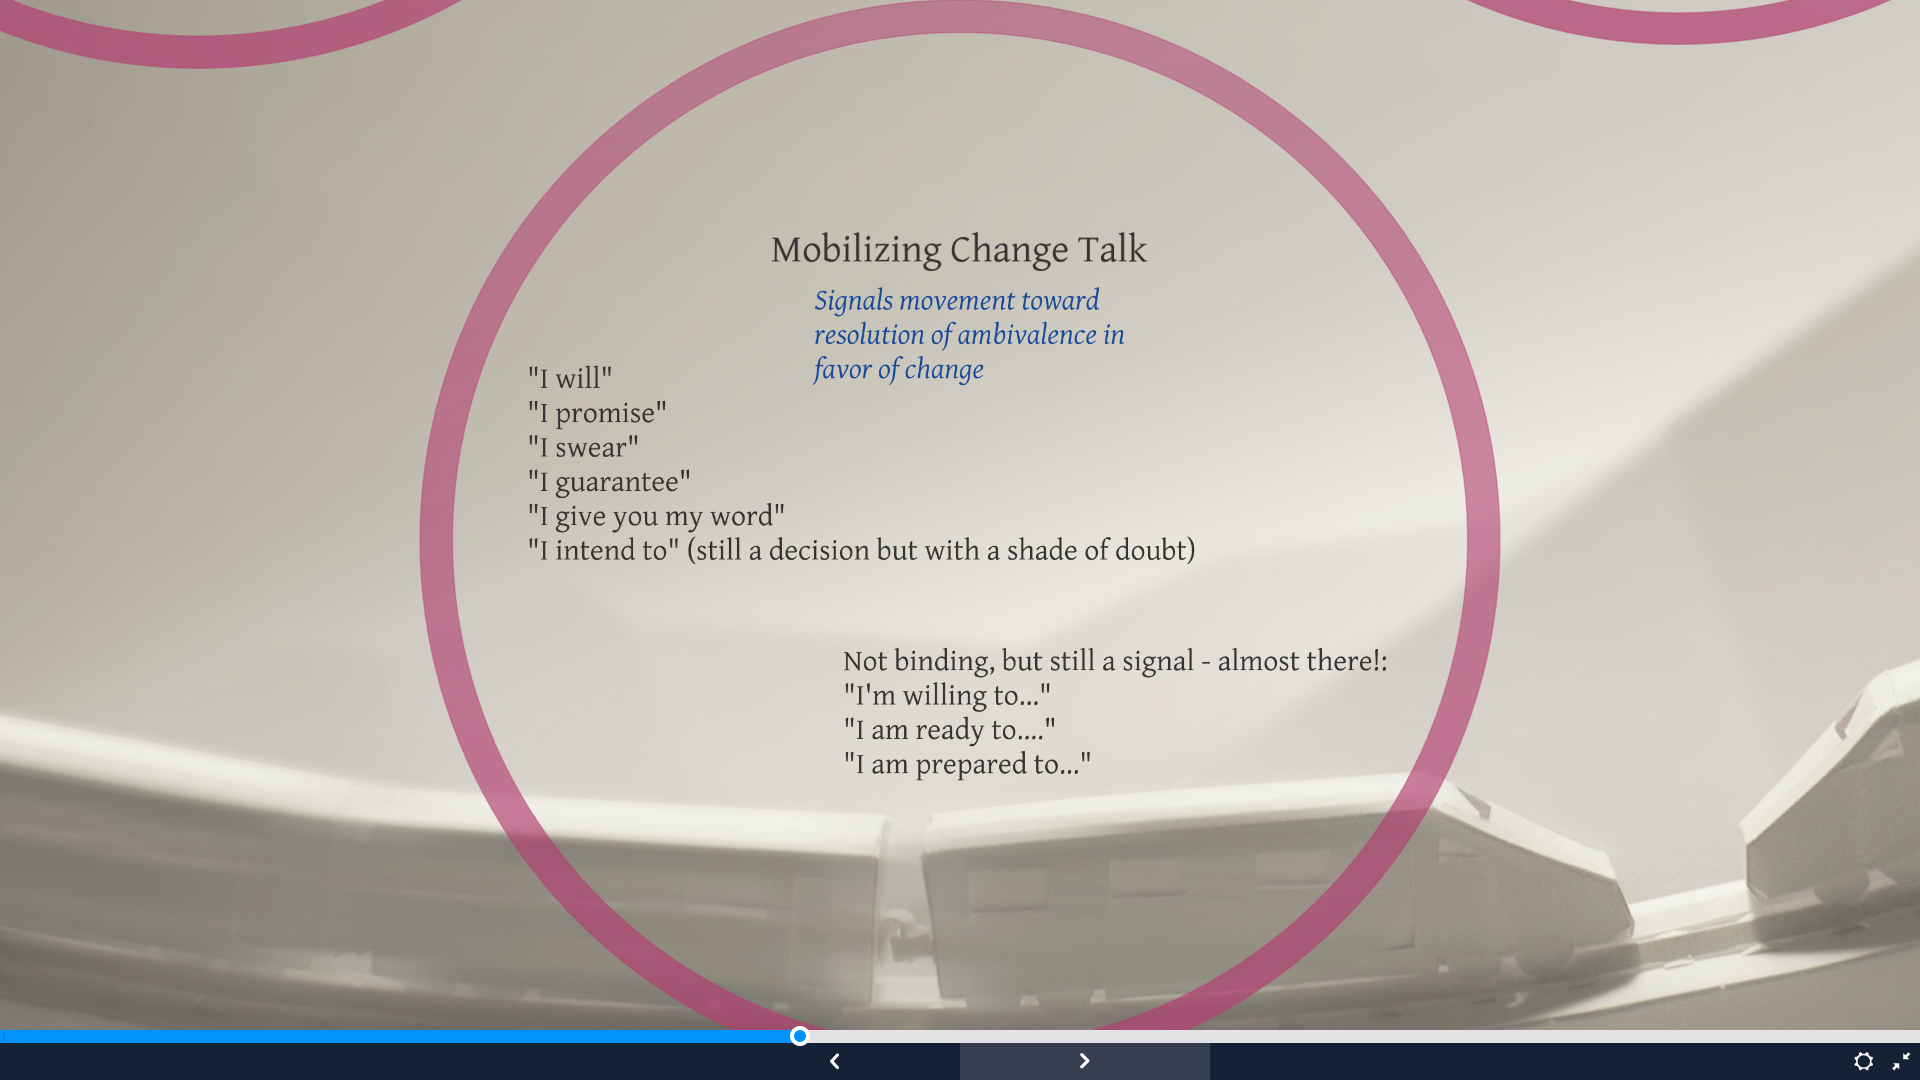 Mobilizing Change Talk
Signals movement toward
resolution of ambivalence in
favor of change
"I will"
"I promise"
"I swear"
"I guarantee"
"I give you my word"
"I intend to" (still a decision but with a shade of doubt)
Not binding, but still a signal - almost there!:
"I'm willing to..."
"I am ready to...."
"I am prepared to..."